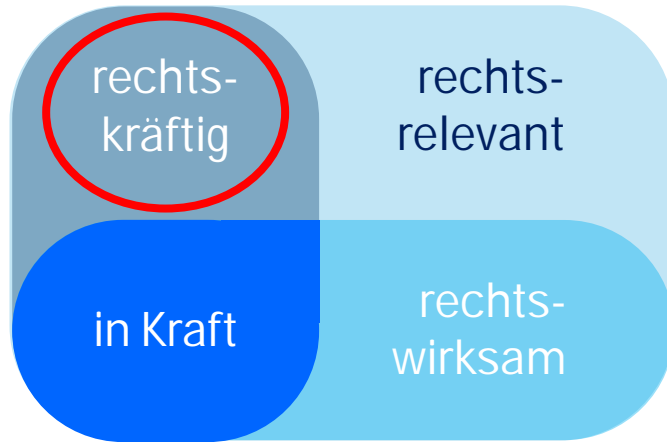 rechts-
kräftig
rechts-
relevant
in Kraft
rechts-
wirksam